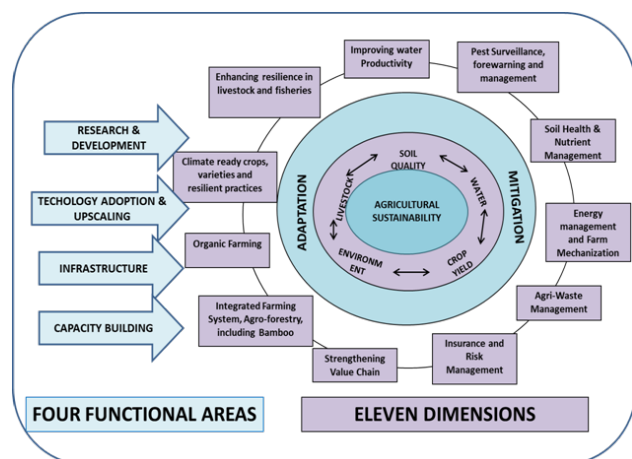 Improving water
Productivity
Pest Surveillance,
forewarning and
management
Enhancing resilience in
livestock and fisheries
RESEARCH &
DEVELOPMENT
Soil Health &
Nutrient
Management
Climate ready crops,
varieties and
resilient practices
TECHOLOGY ADOPTION &
UPSCALING
Organic Farming
INFRASTRUCTURE
Energy
management
and Farm
Mechanization
Integrated Farming
System, Agro-forestry,
including Bamboo
CAPACITY BUILDING
Agri-Waste
Management
Strengthening
Value Chain
Insurance and
Risk
Management
ADAPTATION
MITIGATION
SOIL
QUALITY
WATER
CROP
YIELD
ENVIRONM
ENT
LIVESTOCK
AGRICULTURAL
SUSTAINABILITY
FOUR FUNCTIONAL AREAS
ELEVEN DIMENSIONS